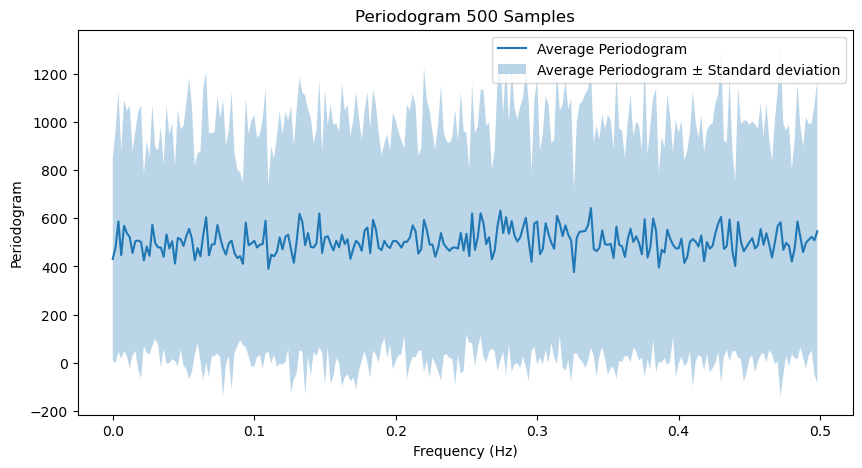 Periodogram 500 Samples
Average Periodogram
Average Periodogram ± Standard deviation
Periodogram
1200
1000
800
600
400
200
0
−200
0.0
0.1
0.2
0.3
0.4
0.5
Frequency (Hz)